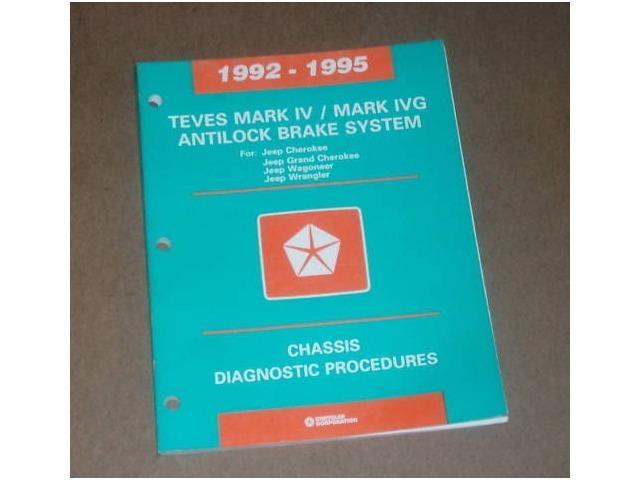 1992 - 1995
TEVES MARK IV / MARK IVG
ANTILOCK BRAKE SYSTEM
For: Jeep Cherokee
Jeep Grand Cherokee
Jeep Wagoneer
Jeep Wrangler
CHASSIS
DIAGNOSTIC PROCEDURES
CHRYSLER
CORPORATION